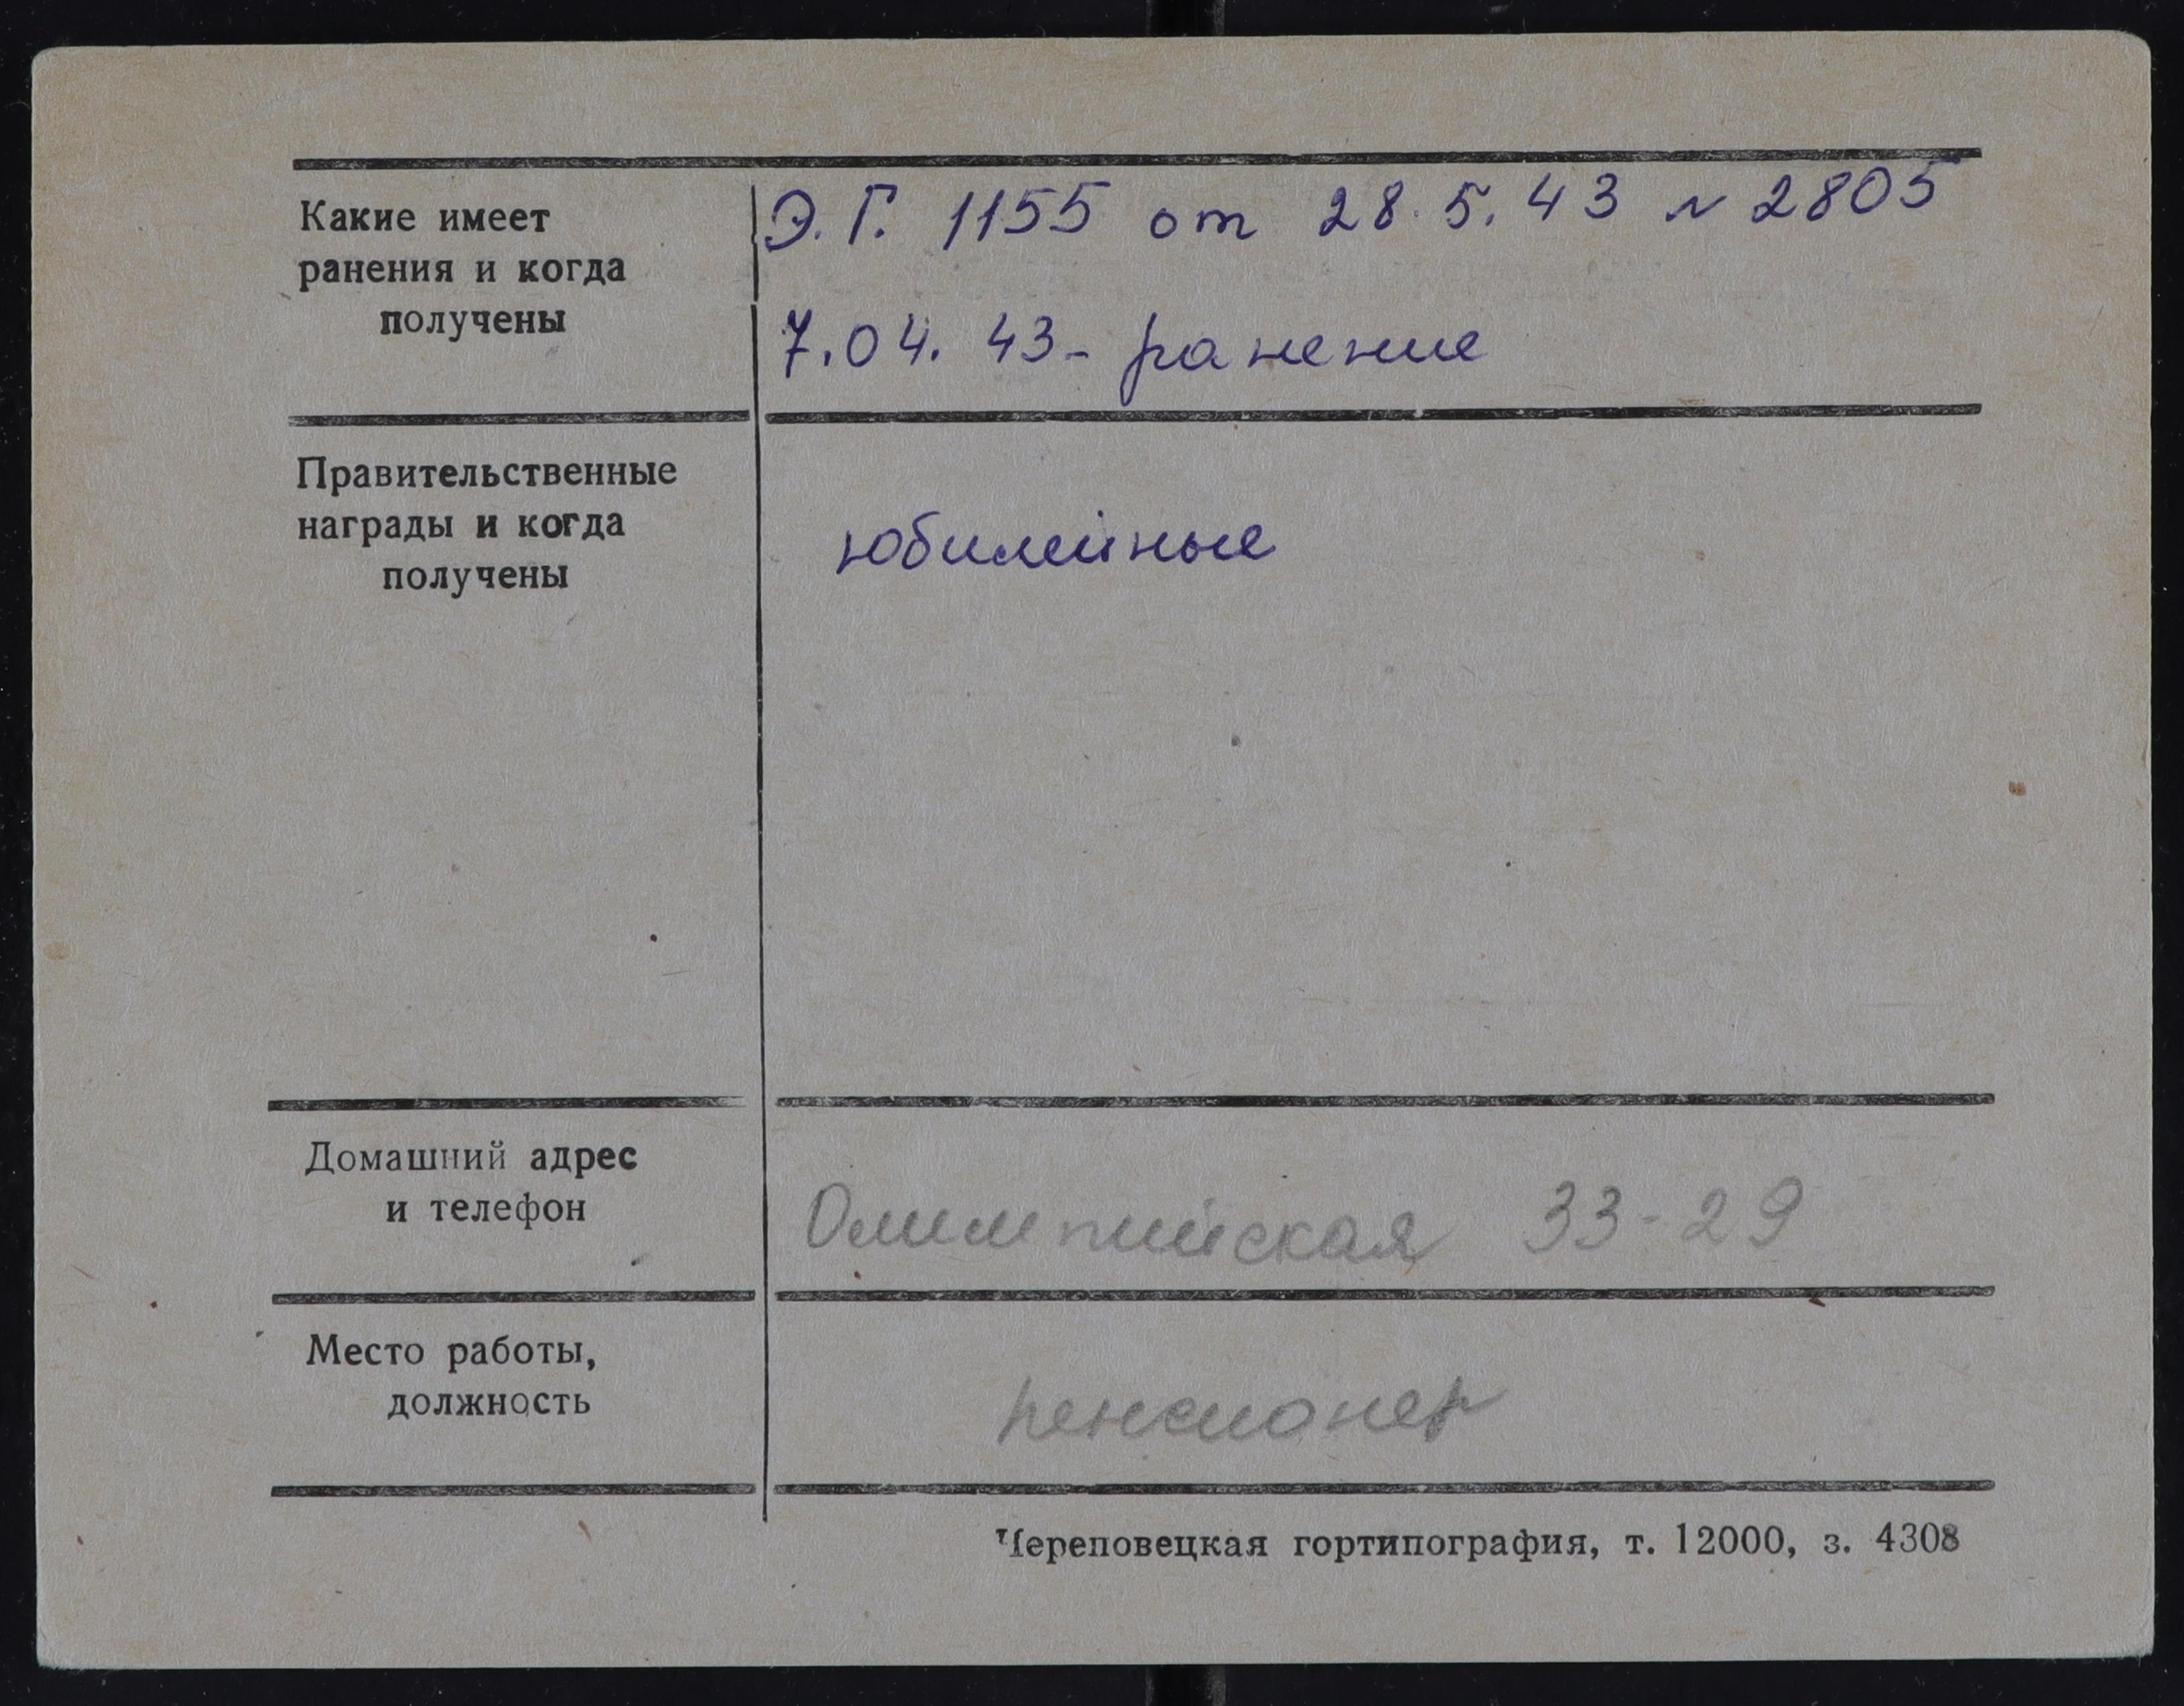 Какие имеет
ранения и когда
получены
Э.Г. 1155 от 28.5.43 N 2805
7.04.43- ранение
Правительственные
награды и когда
получены
юбилейные
Домашний адрес
и телефон
Олимпийская 33-29
Место работы,
должность
пенсионер
Череповецкая гортипография, т. 12000, з. 4308